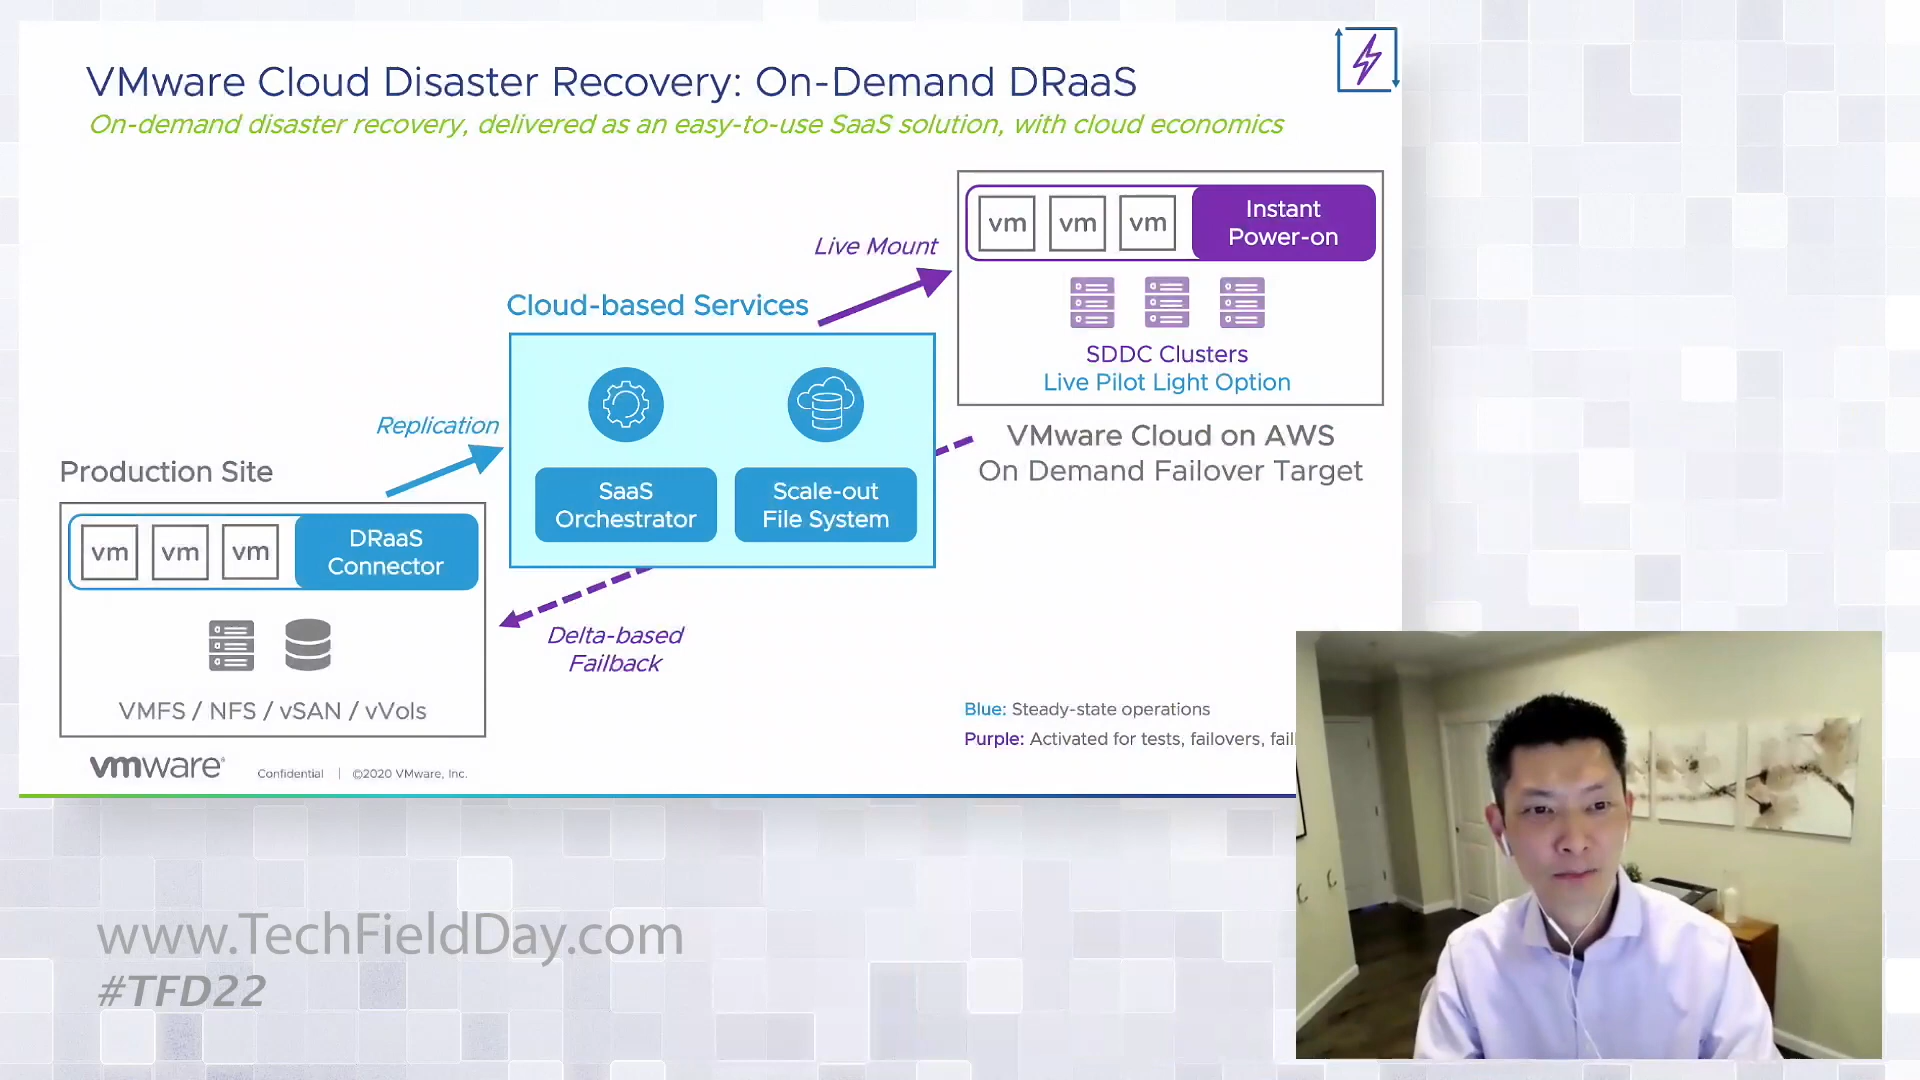 VMware Cloud Disaster Recovery: On-Demand DRaaS
On-demand disaster recovery, delivered as an easy-to-use SaaS solution, with cloud economics
vm vm vm
Instant
Power-on
Live Mount
SDDC Clusters
Live Pilot Light Option
VMware Cloud on AWS
On Demand Failover Target
Cloud-based Services
SaaS
Orchestrator
Scale-out
File System
Replication
Production Site
vm vm vm
DRaaS
Connector
VMFS / NFS / vSAN / vVols
Delta-based
Failback
Blue: Steady-state operations
Purple: Activated for tests, failovers,
vmware
Confidential | ©2020 VMware, Inc.
www.TechFieldDay.com
#TFD22